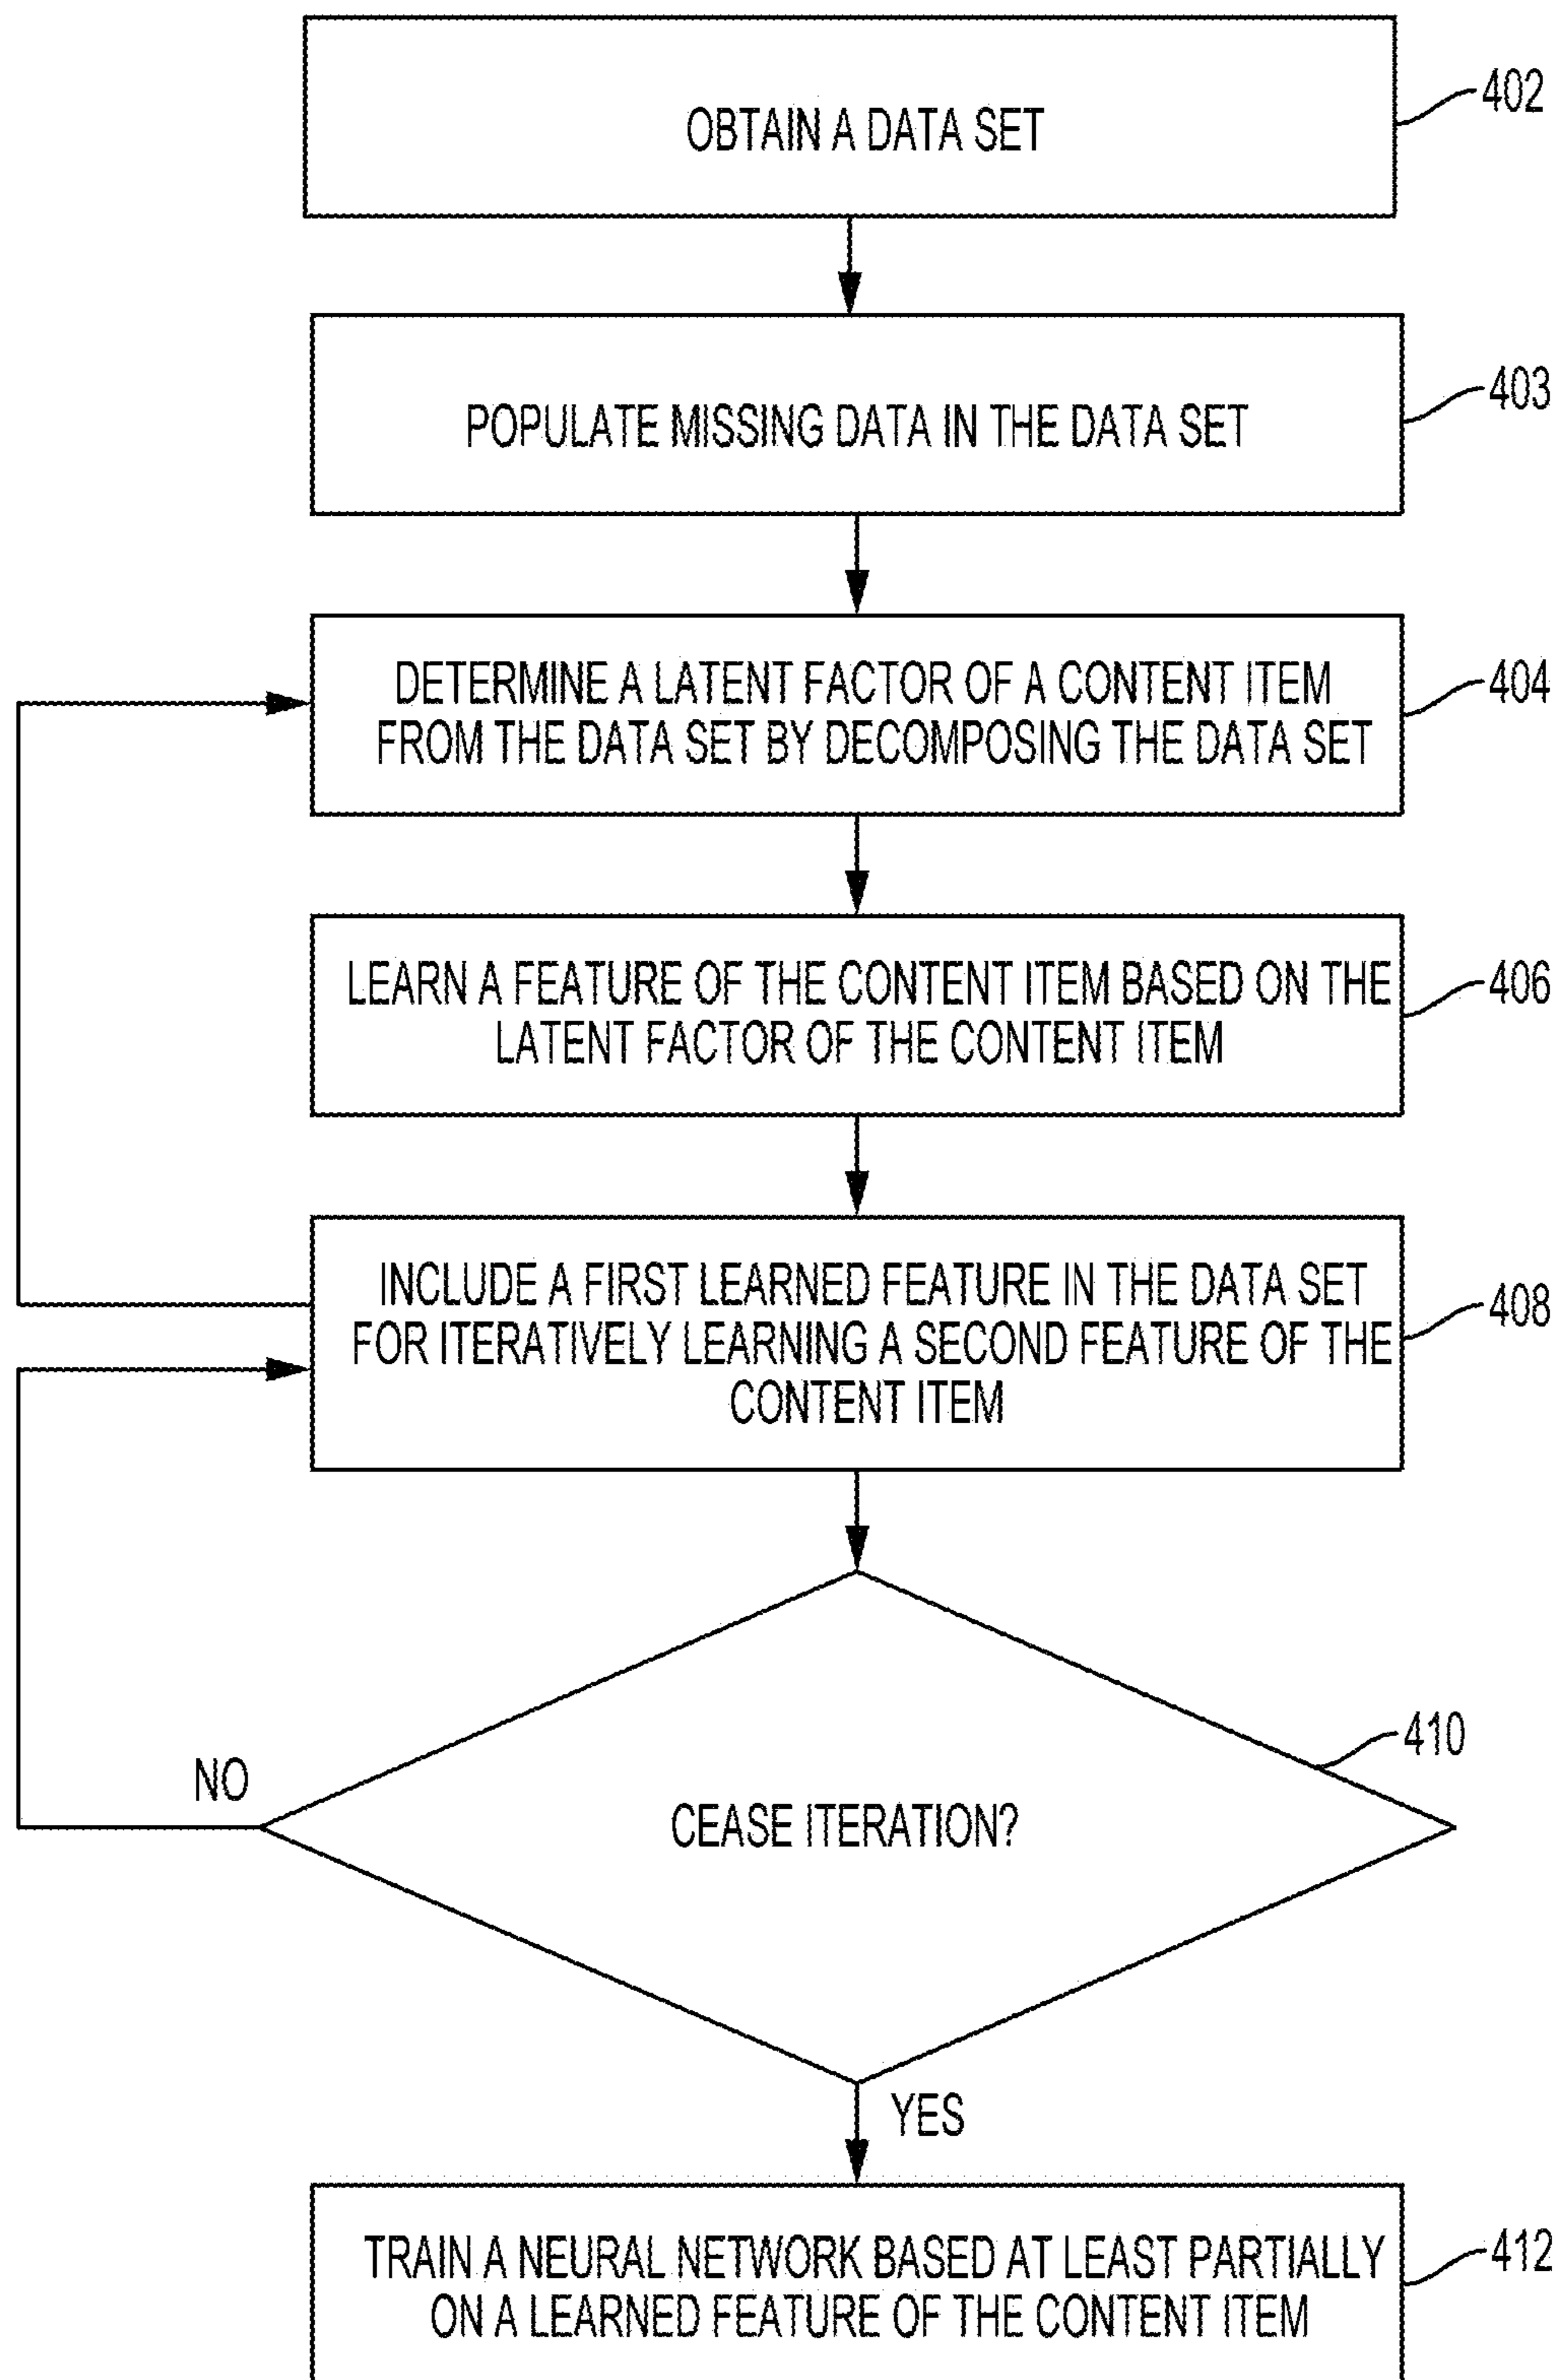 OBTAIN A DATA SET
402
POPULATE MISSING DATA IN THE DATA SET
403
DETERMINE A LATENT FACTOR OF A CONTENT ITEM
FROM THE DATA SET BY DECOMPOSING THE DATA SET
404
LEARN A FEATURE OF THE CONTENT ITEM BASED ON THE
LATENT FACTOR OF THE CONTENT ITEM
406
INCLUDE A FIRST LEARNED FEATURE IN THE DATA SET
FOR ITERATIVELY LEARNING A SECOND FEATURE OF THE
CONTENT ITEM
408
410
NO
CEASE ITERATION?
YES
TRAIN A NEURAL NETWORK BASED AT LEAST PARTIALLY
ON A LEARNED FEATURE OF THE CONTENT ITEM
412